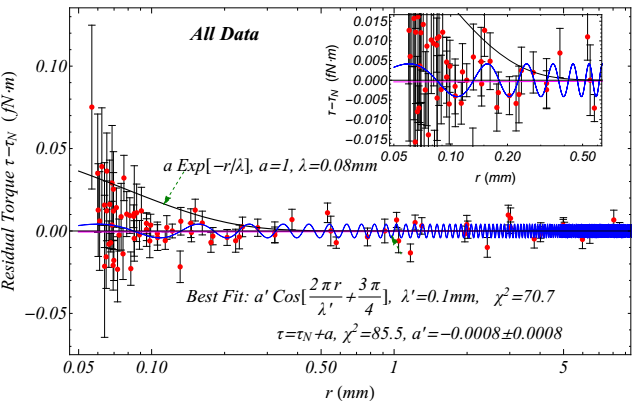 All Data
0.10
0.05
0.00
−0.05
Residual Torque τ−τN (fN·m)
0.05 0.10 0.50 1 5
r (mm)
a Exp[−r/λ], a=1, λ=0.08mm
Best Fit: a' Cos[2πr/λ' + 3π/4], λ'=0.1mm, χ²=70.7
τ=τN+a, χ²=85.5, a'=−0.0008±0.0008
0.015
0.010
0.005
0.000
−0.005
−0.010
−0.015
τ−τN (fN·m)
0.05 0.10 0.20 0.50
r (mm)